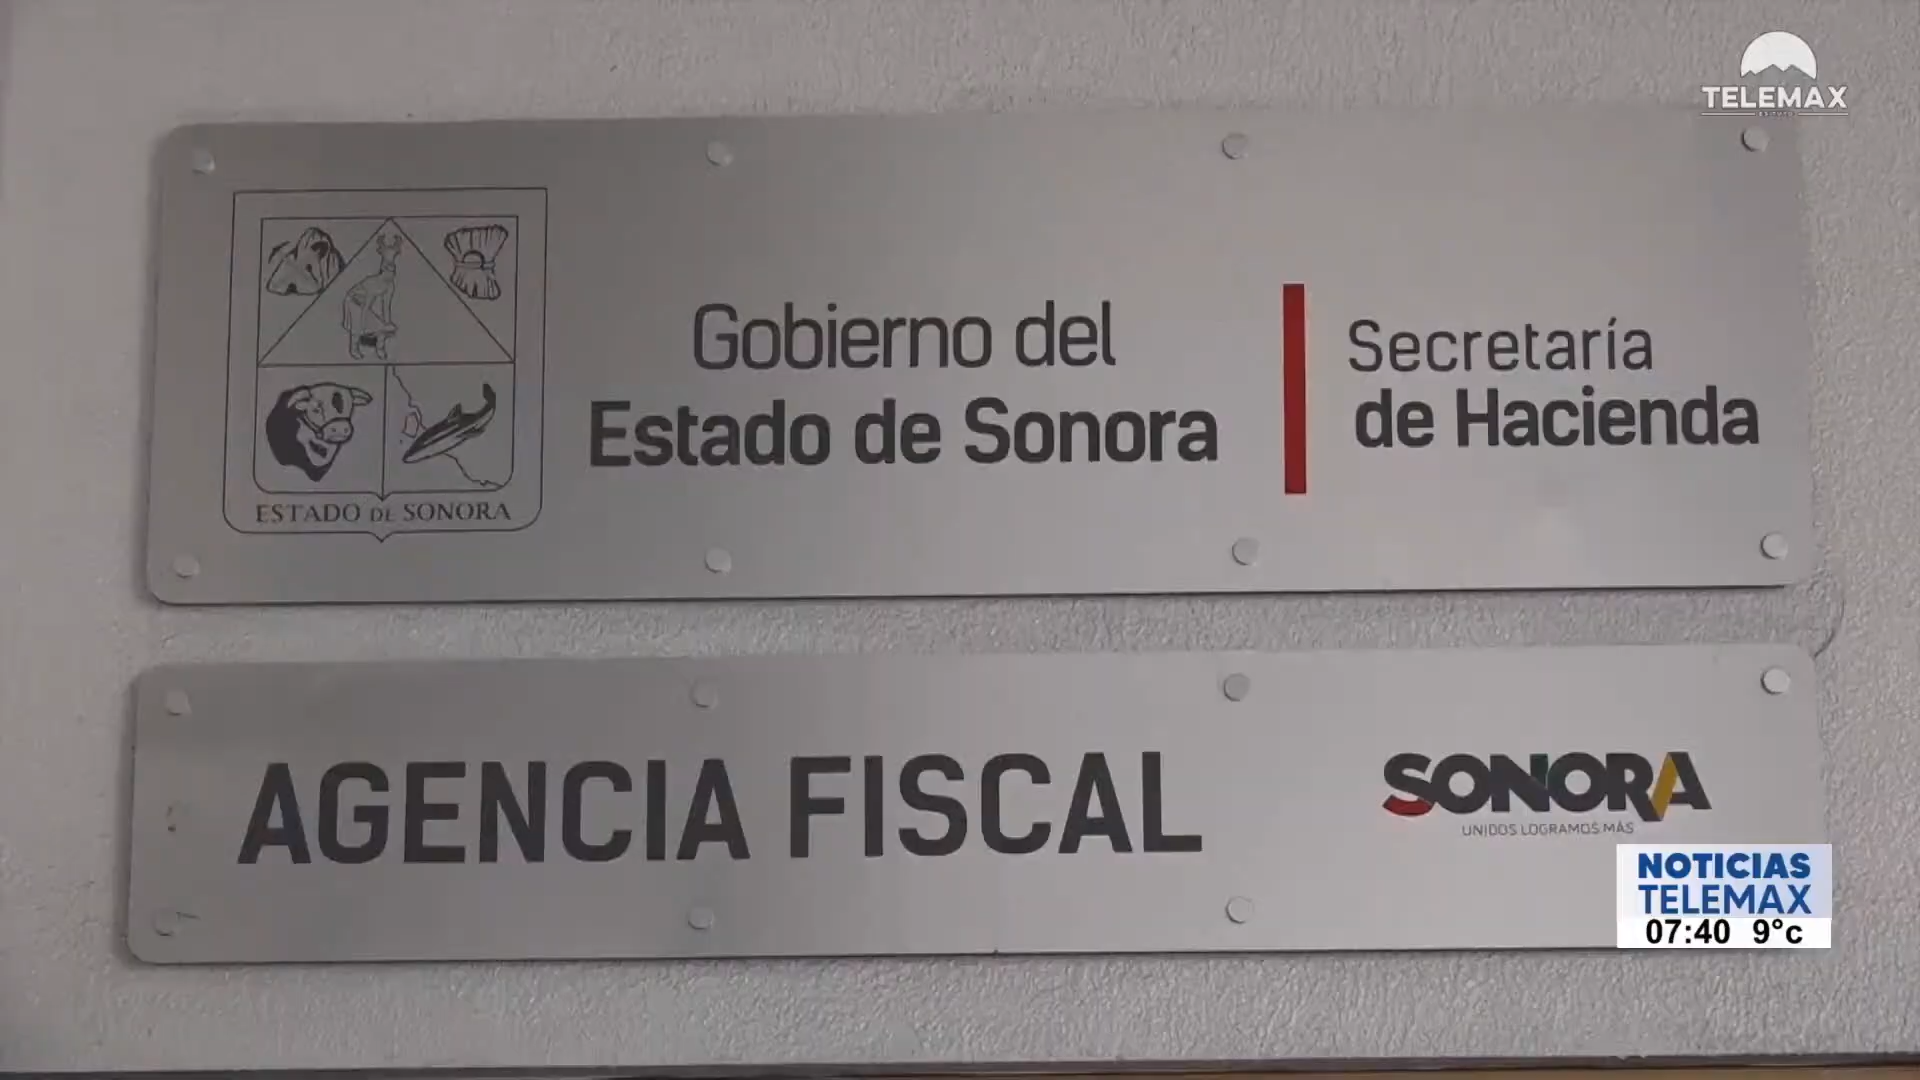 TELEMAX
Gobierno del
Estado de Sonora
Secretaría
de Hacienda
ESTADO DE SONORA
AGENCIA FISCAL
SONORA
UNIDOS LOGRAMOS MÁS
NOTICIAS
TELEMAX
07:40 9°c